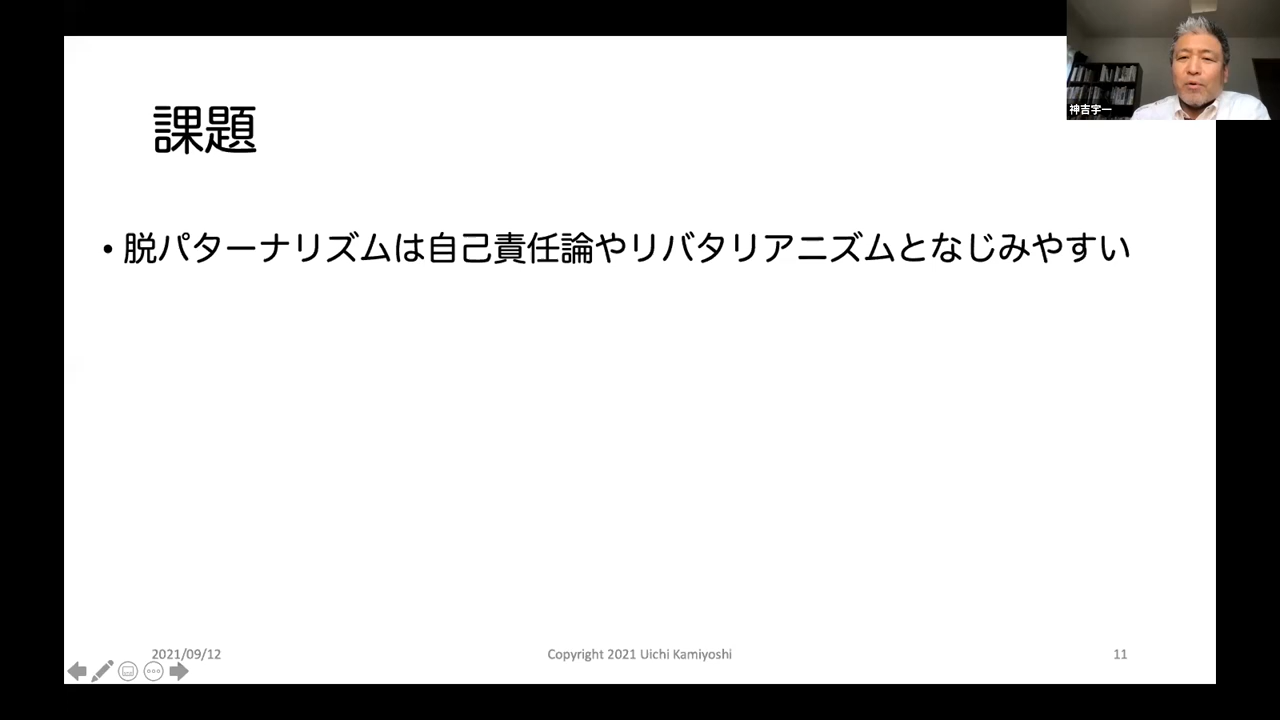 神吉宇一
課題
• 脱パターナリズムは自己責任論やリバタリアニズムとなじみやすい
2021/09/12
Copyright 2021 Uichi Kamiyoshi
11